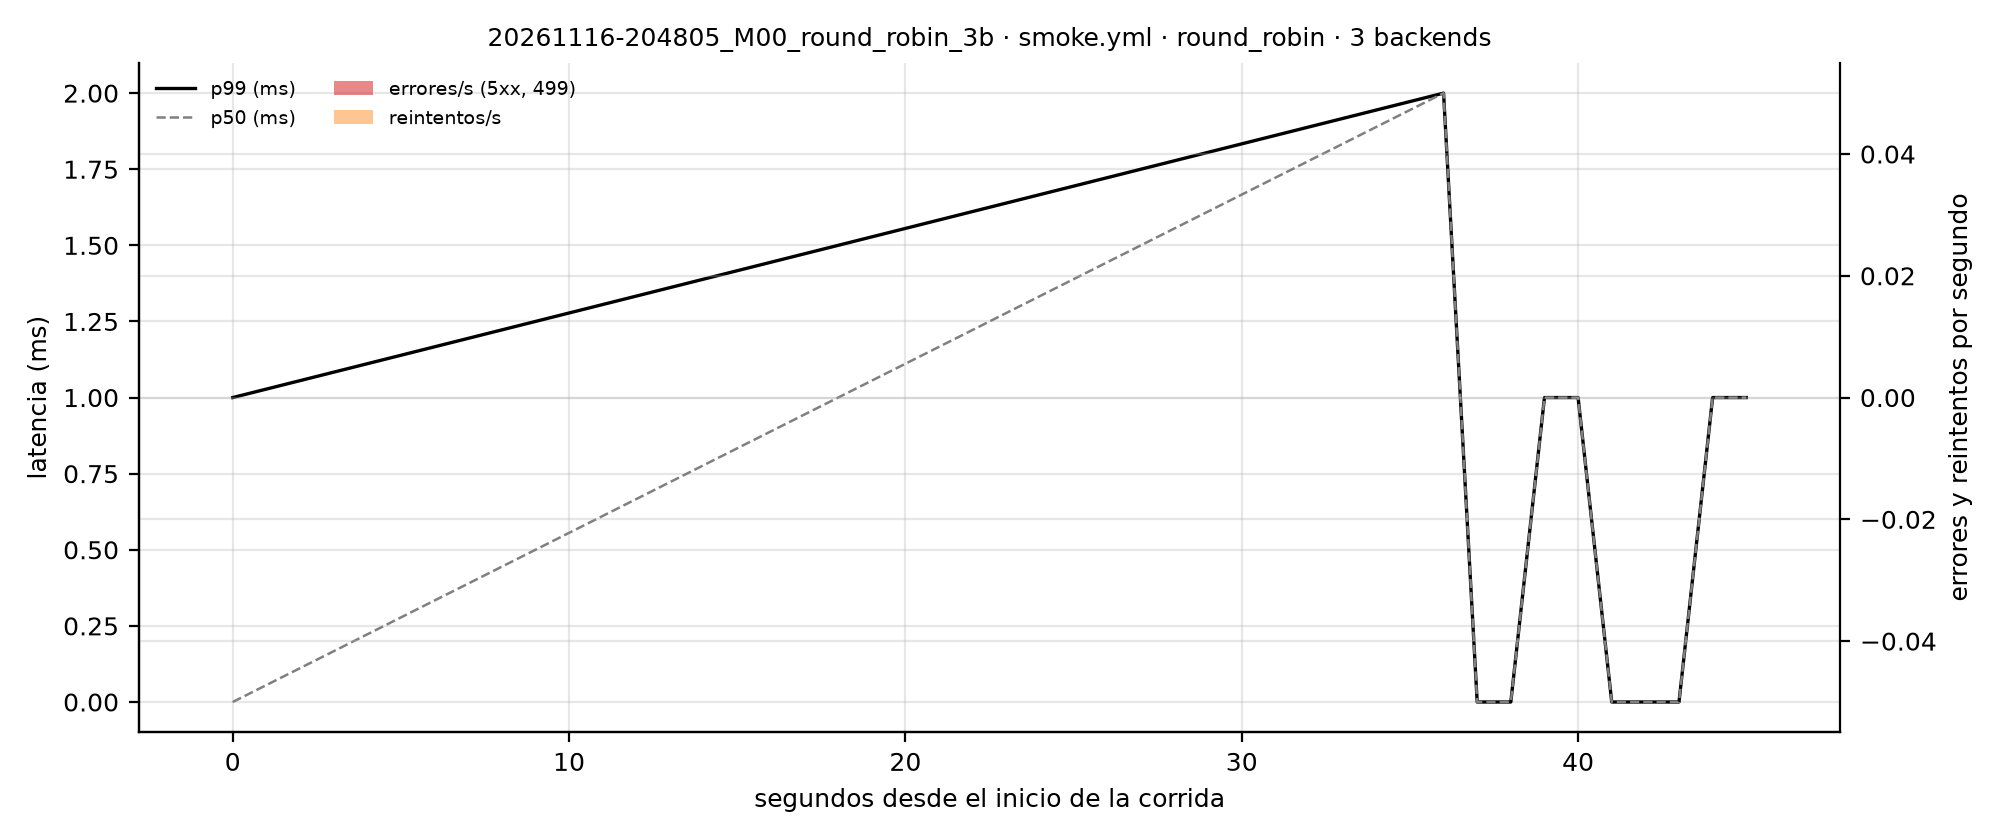 20261116-204805_M00_round_robin_3b · smoke.yml · round_robin · 3 backends
p99 (ms)
p50 (ms)
errores/s (5xx, 499)
reintentos/s
latencia (ms)
2.00
1.75
1.50
1.25
1.00
0.75
0.50
0.25
0.00
0.04
0.02
0.00
−0.02
−0.04
errores y reintentos por segundo
0
10
20
30
40
segundos desde el inicio de la corrida